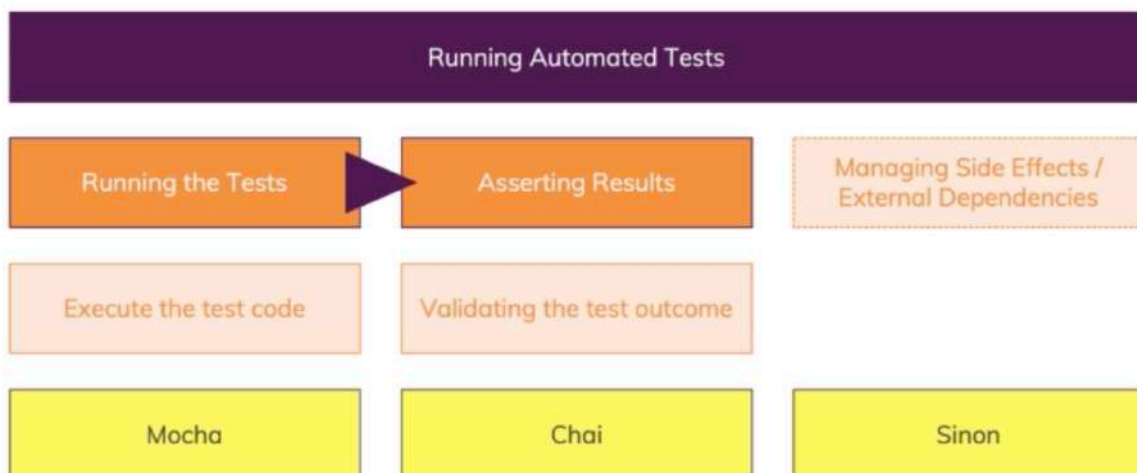 Running Automated Tests
Running the Tests
Asserting Results
Managing Side Effects /
External Dependencies
Execute the test code
Validating the test outcome
Mocha
Chai
Sinon